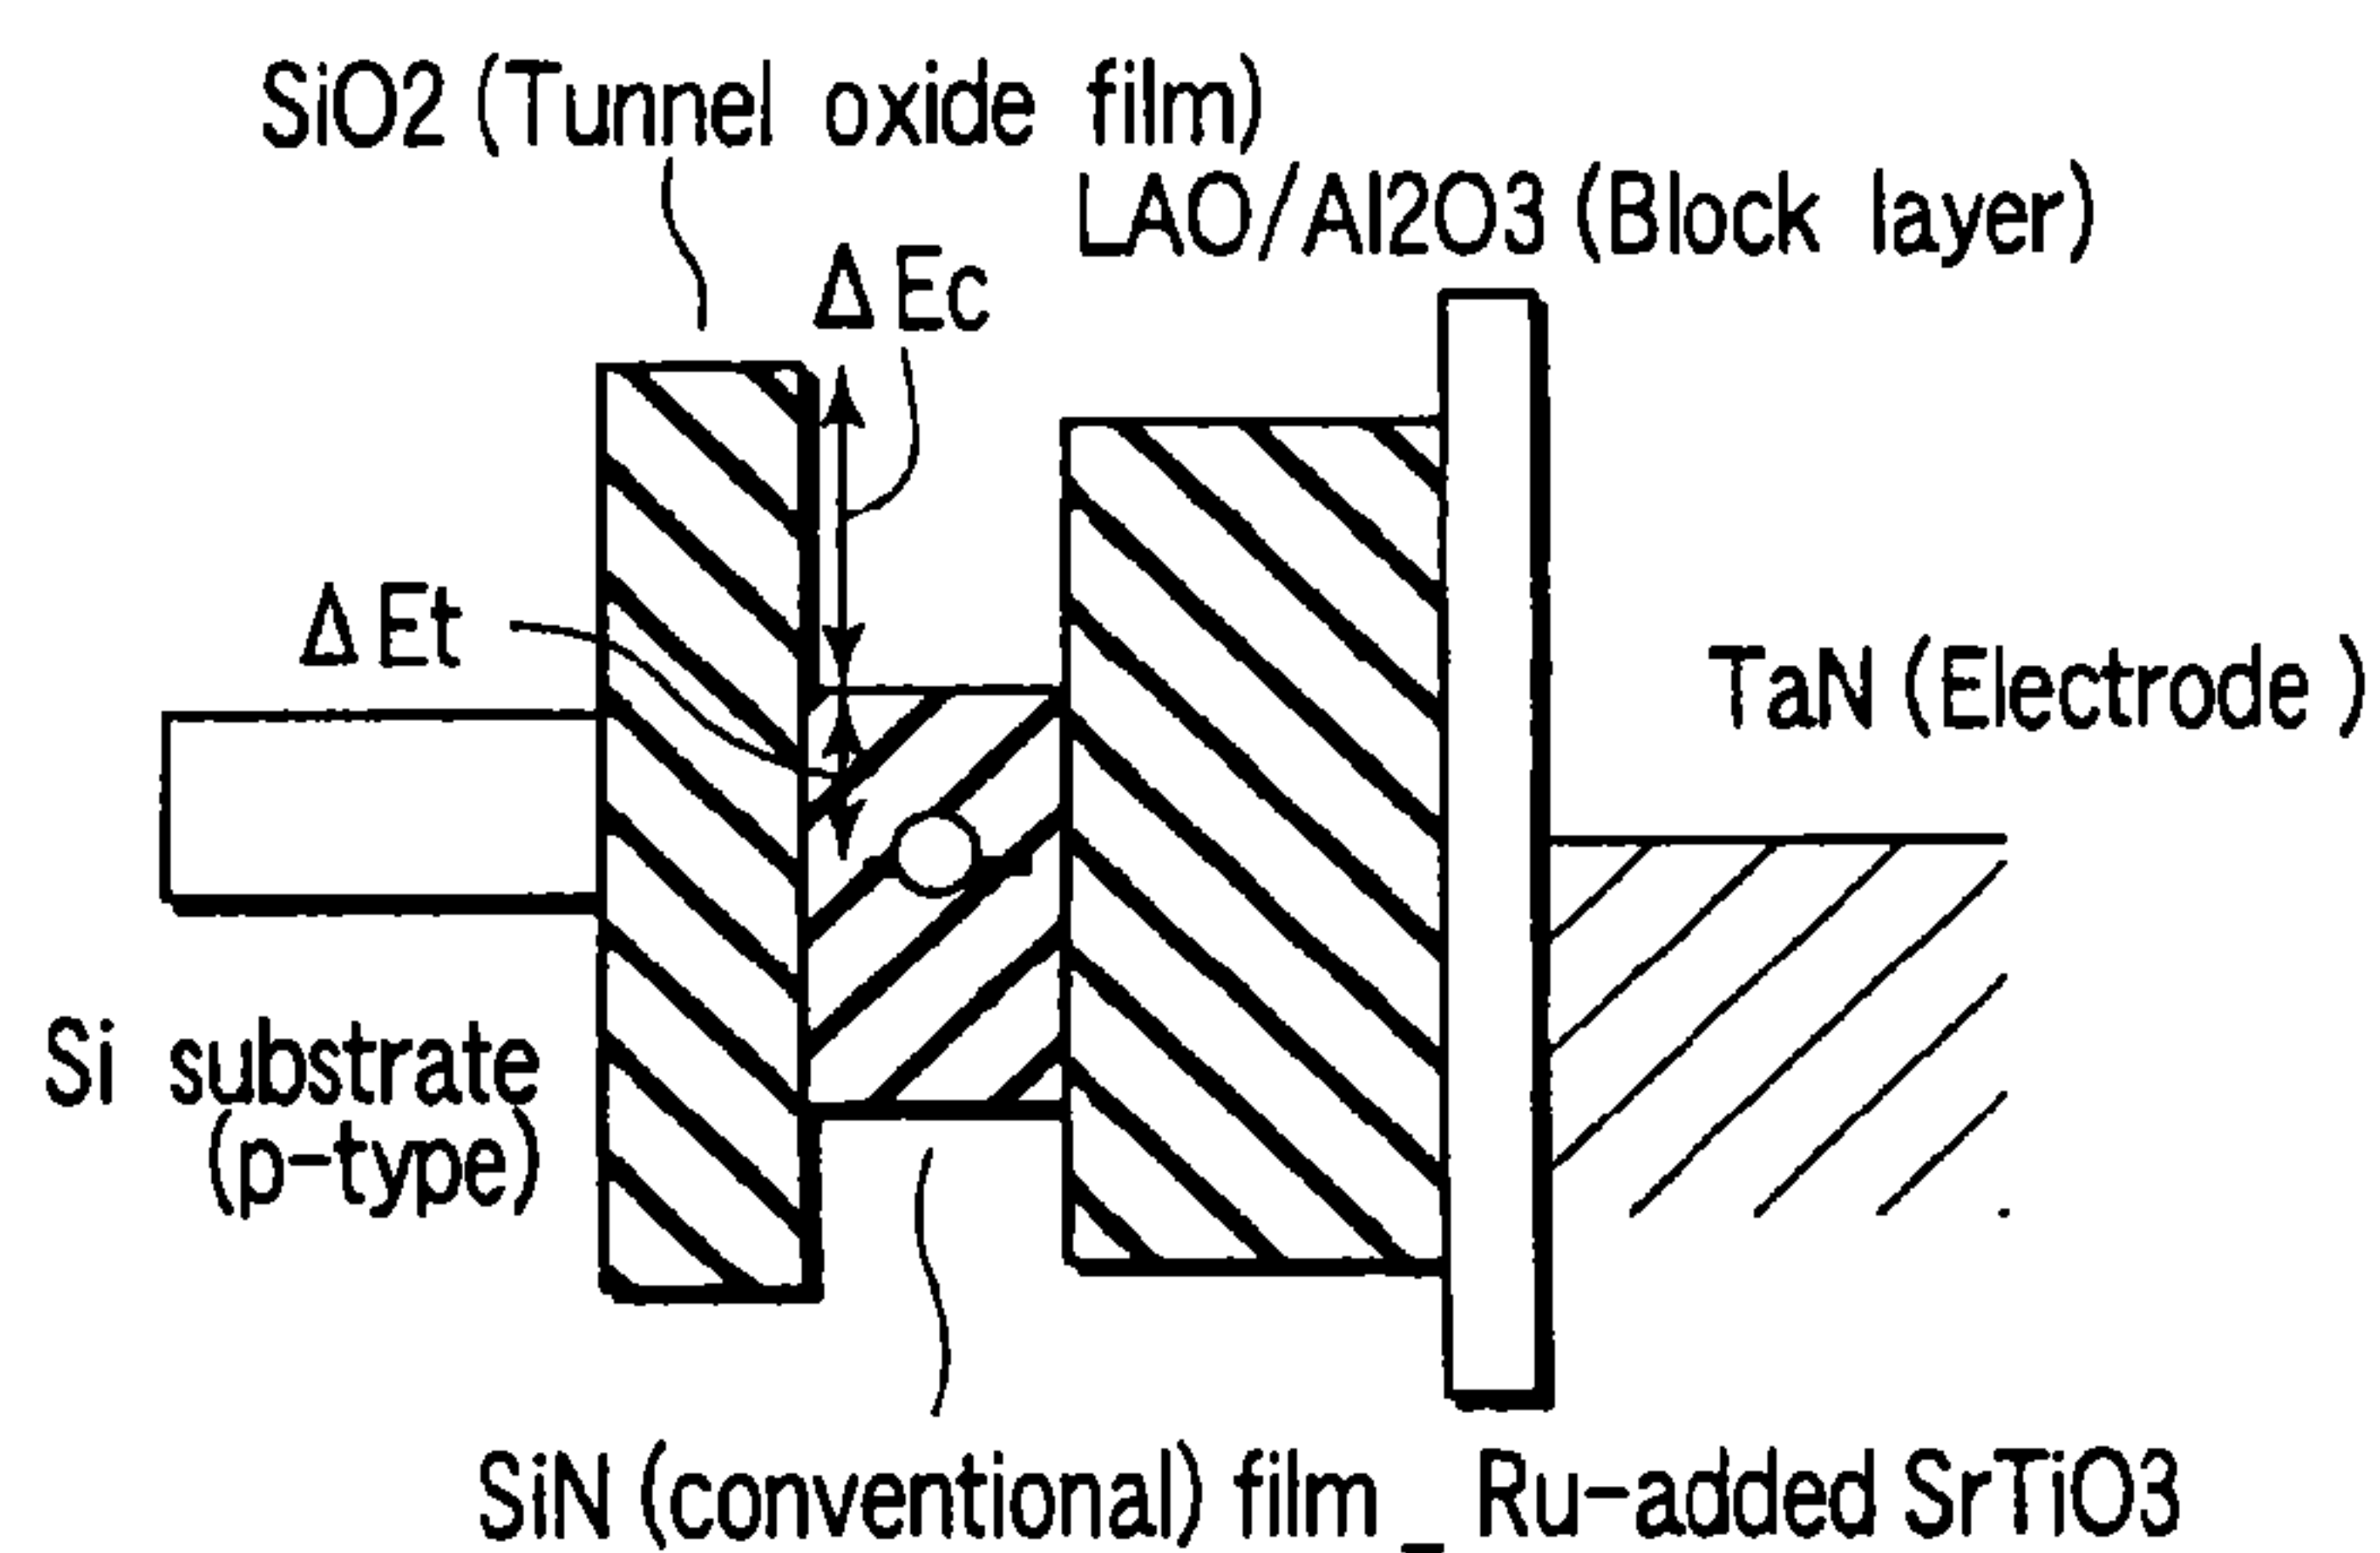 SiO2 (Tunnel oxide film)
LAO/Al2O3 (Block layer)
ΔEc
ΔEt
TaN (Electrode )
Si substrate
(p-type)
SiN (conventional) film _ Ru-added SrTiO3